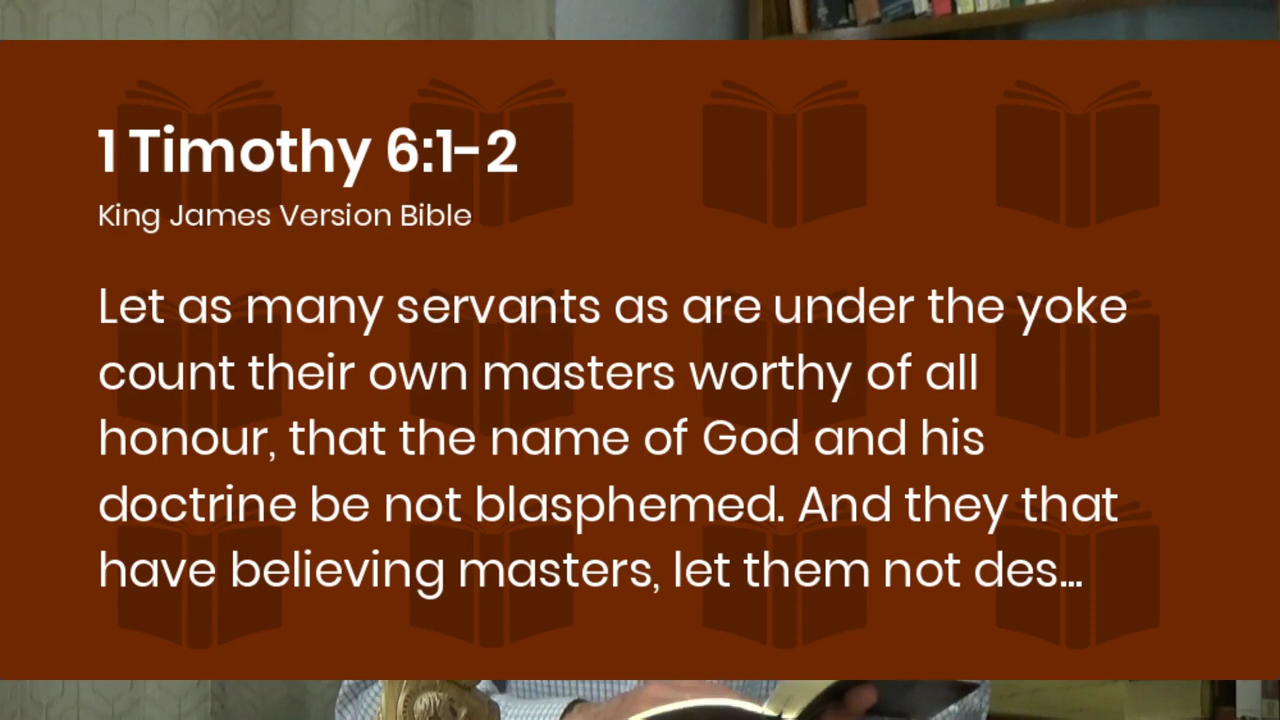 1 Timothy 6:1-2
King James Version Bible
Let as many servants as are under the yoke
count their own masters worthy of all
honour, that the name of God and his
doctrine be not blasphemed. And they that
have believing masters, let them not des...